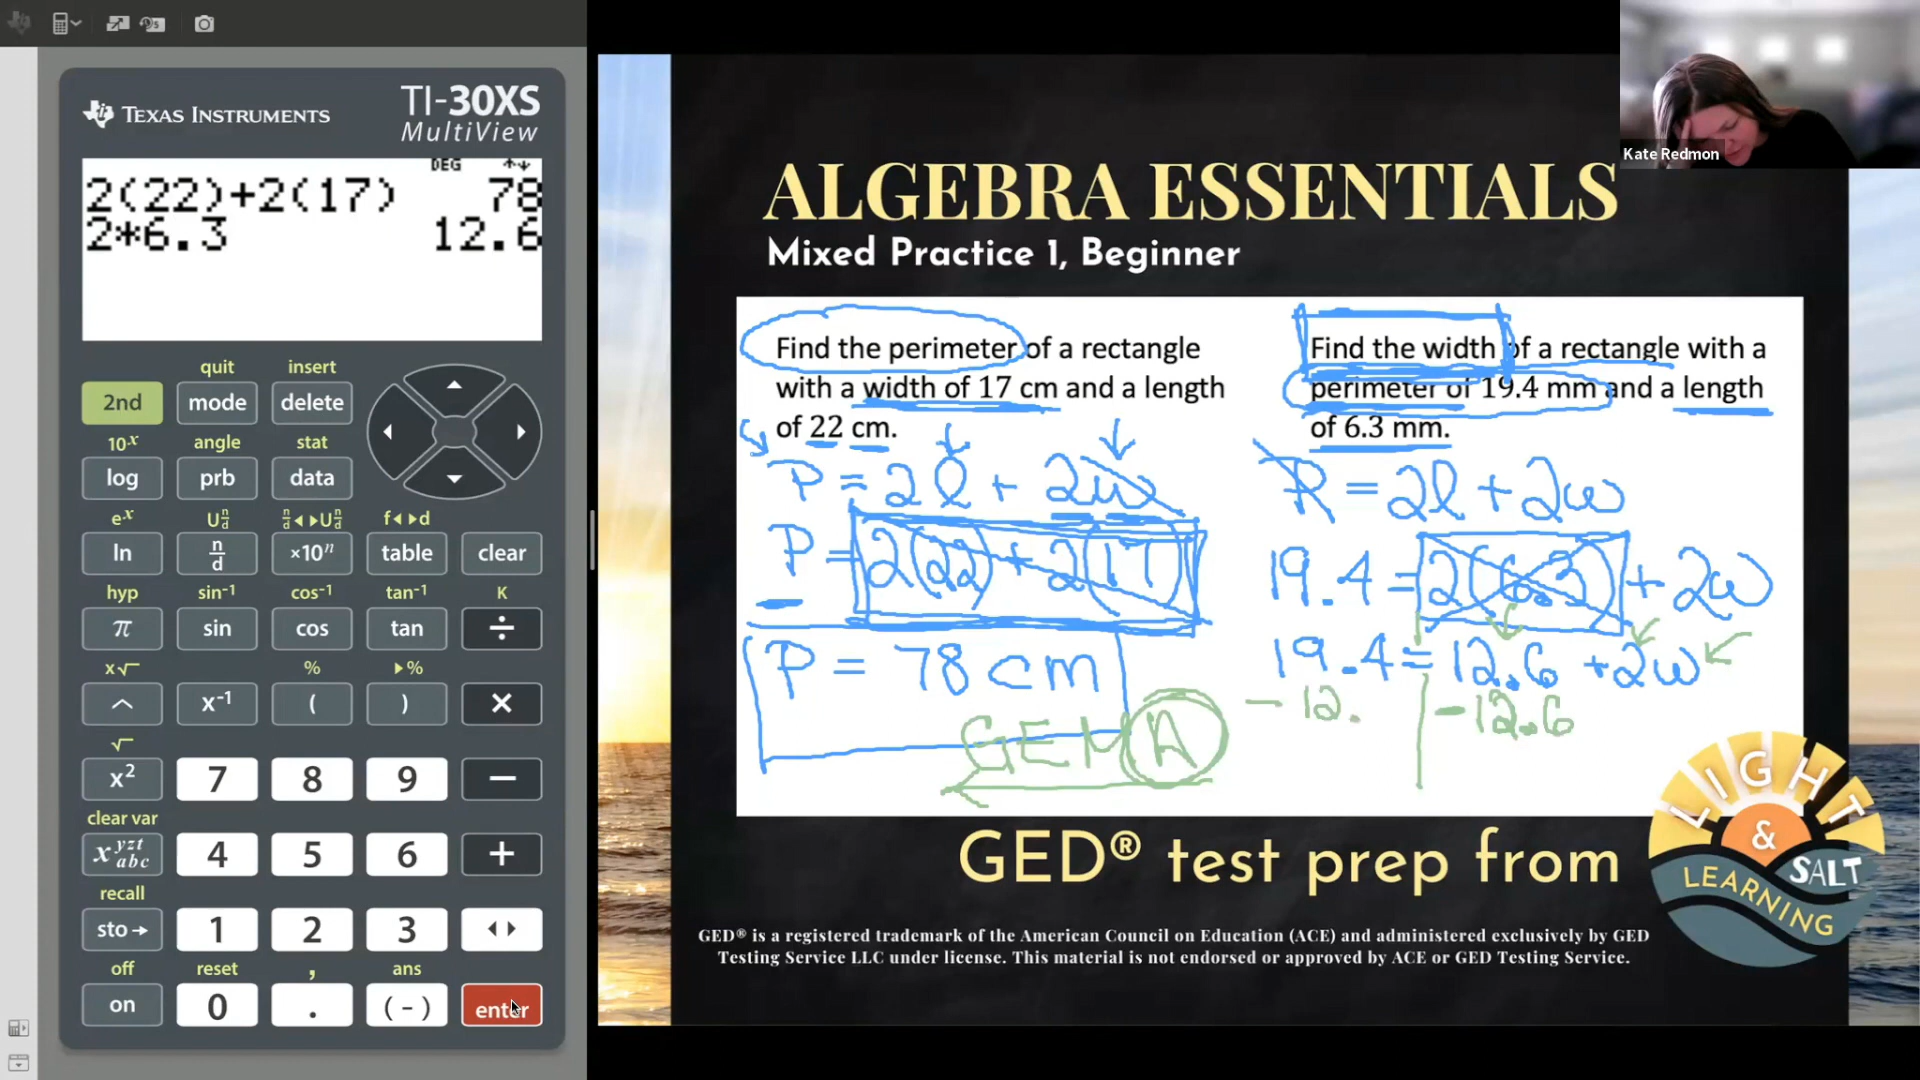 TEXAS INSTRUMENTS
TI-30XS
MultiView
DEG
2(22)+2(17) 78
2*6.3 12.6
quit insert
2nd mode delete
10ˣ angle stat
log prb data
eˣ U n/d n/d ◄►U n/d f◄►d
ln n/d ×10ⁿ table clear
hyp sin⁻¹ cos⁻¹ tan⁻¹ K
π sin cos tan ÷
x√ % ►%
^ x⁻¹ ( ) ×
√
x² 7 8 9 −
clear var
x yzt abc 4 5 6 +
recall
sto→ 1 2 3 ◄►
off reset , ans
on 0 . (-) enter
Kate Redmon
ALGEBRA ESSENTIALS
Mixed Practice 1, Beginner
Find the perimeter of a rectangle
with a width of 17 cm and a length
of 22 cm.
P = 2l + 2w
P = 2(22) + 2(17)
P = 78 cm
GEMA
Find the width of a rectangle with a
perimeter of 19.4 mm and a length
of 6.3 mm.
P = 2l + 2w
19.4 = 2(6.3) + 2w
19.4 = 12.6 + 2w
- 12. - 12.6
GED® test prep from
LIGHT
& SALT
LEARNING
GED® is a registered trademark of the American Council on Education (ACE) and administered exclusively by GED
Testing Service LLC under license. This material is not endorsed or approved by ACE or GED Testing Service.